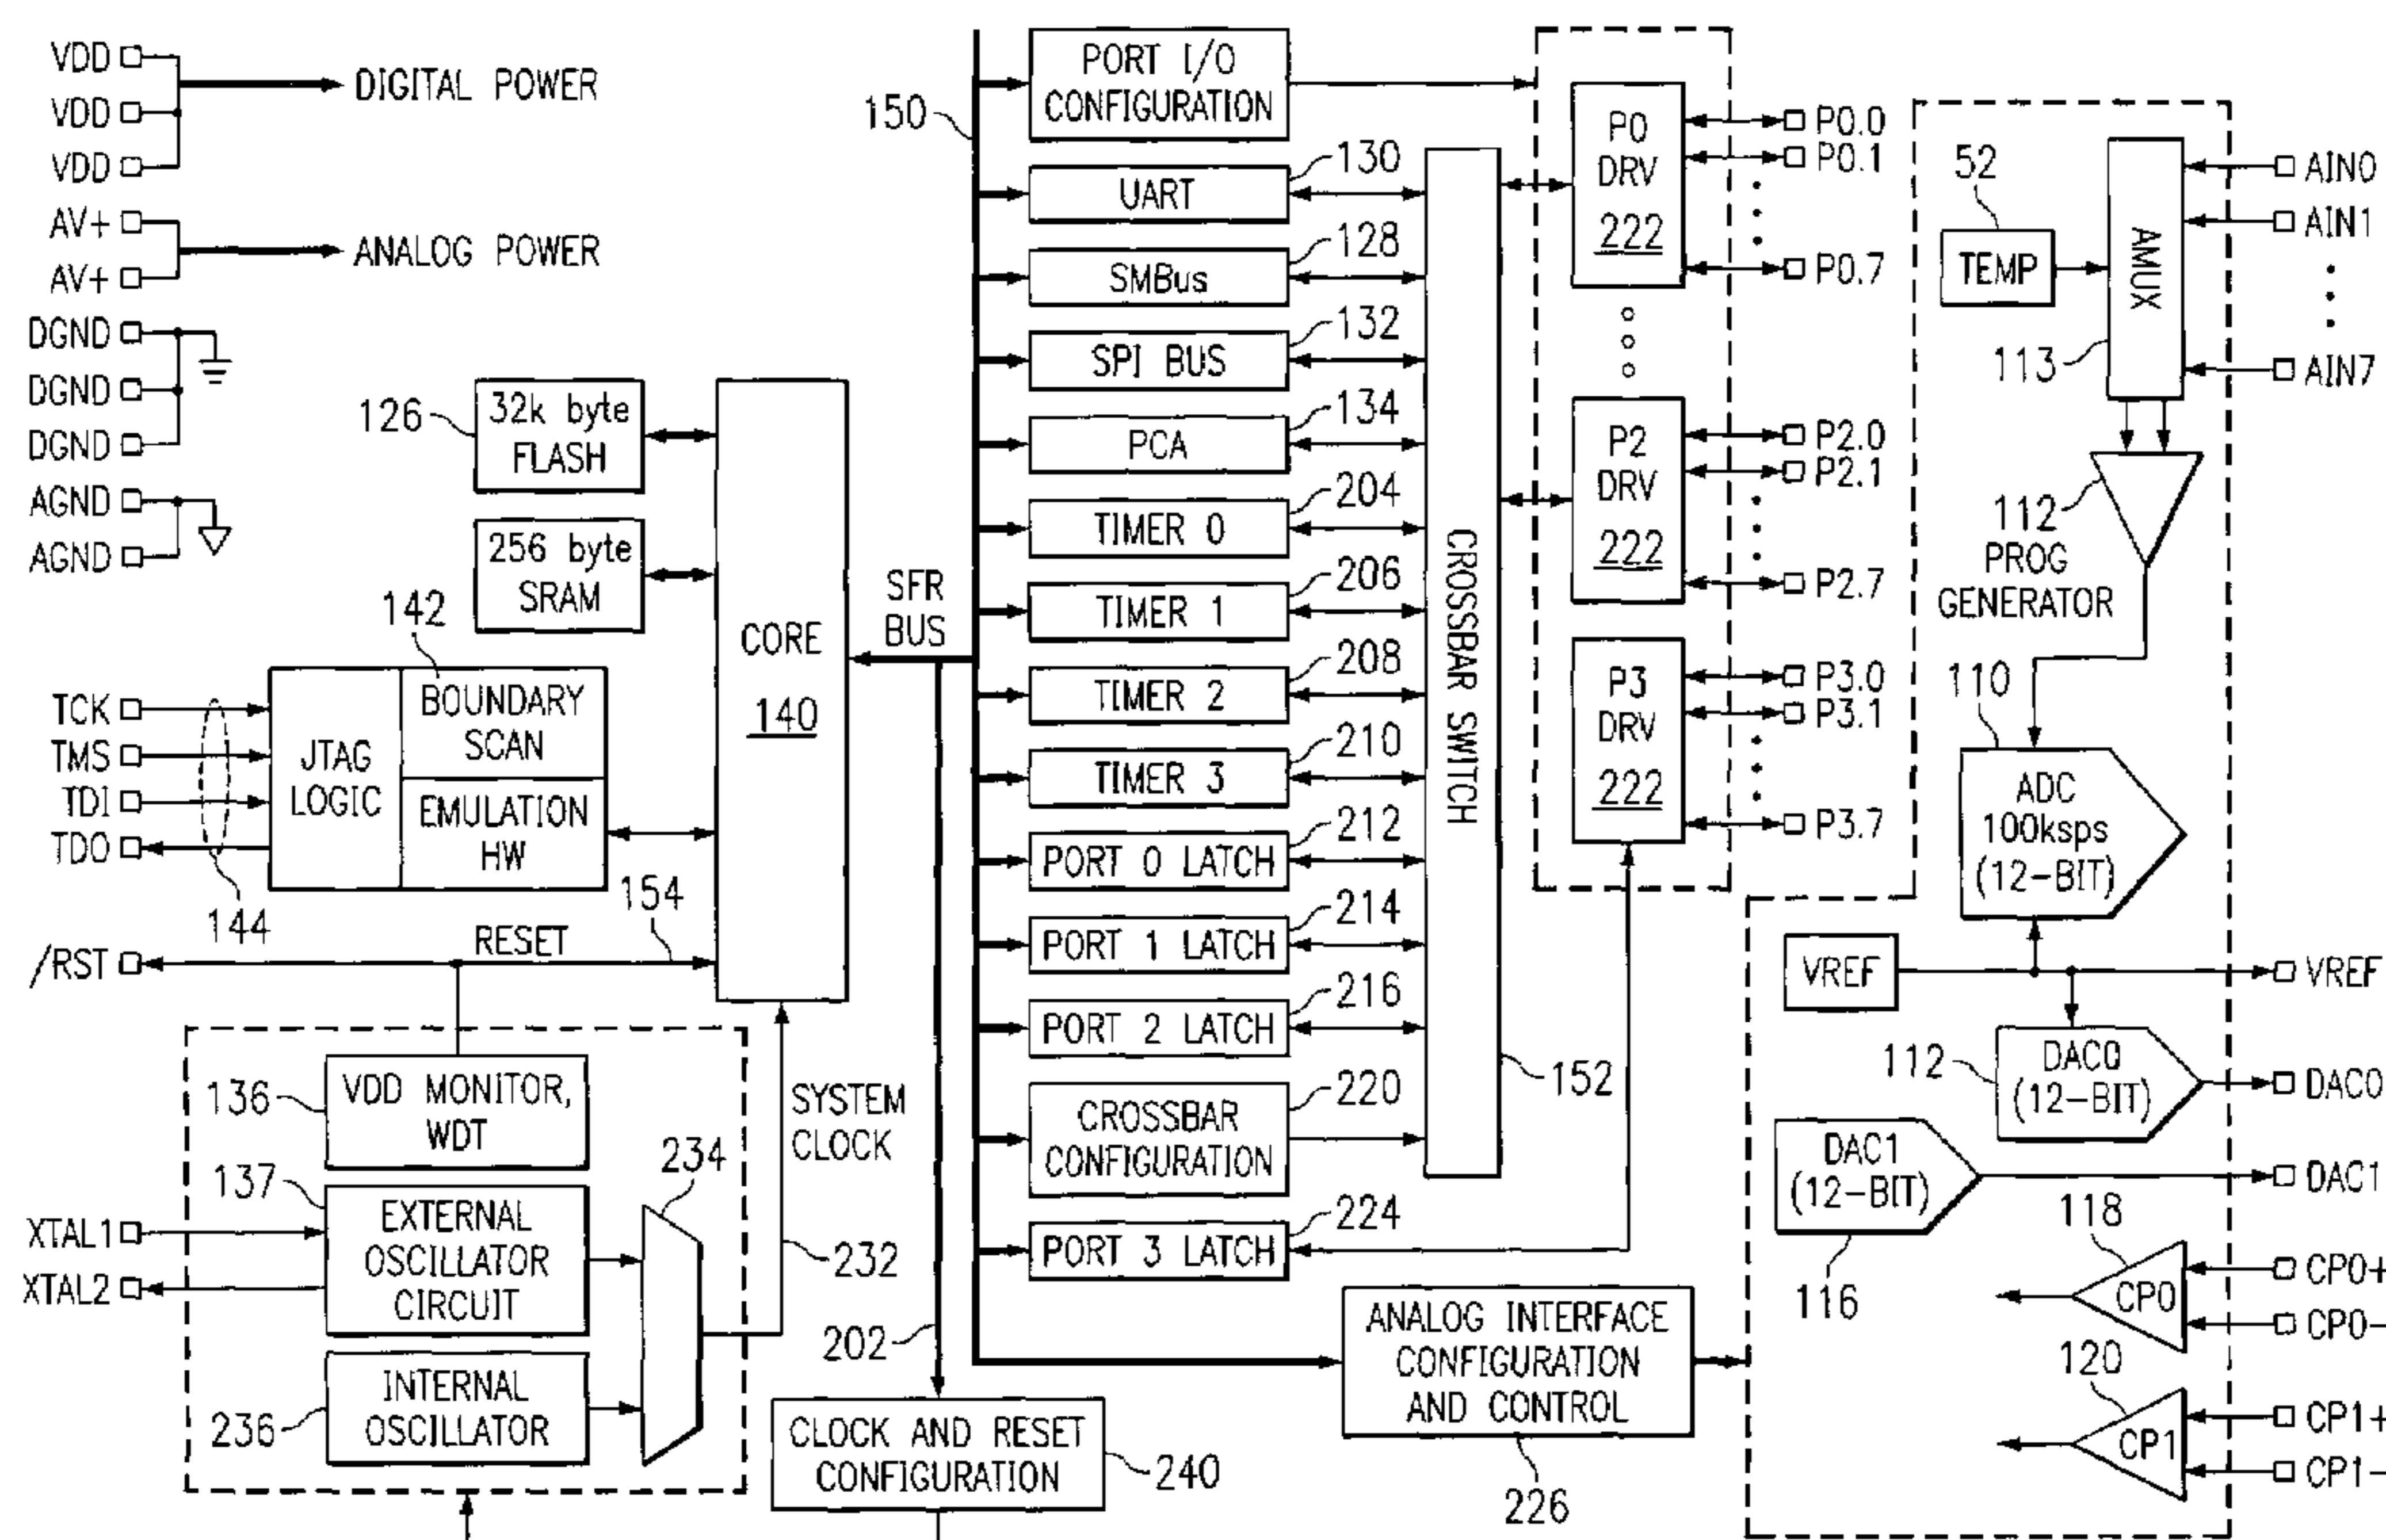 VDD
VDD
VDD
DIGITAL POWER
AV+
AV+
ANALOG POWER
DGND
DGND
DGND
AGND
AGND
126
32k byte
FLASH
256 byte
SRAM
142
TCK
TMS
TDI
TDO
144
JTAG
LOGIC
BOUNDARY
SCAN
EMULATION
HW
CORE
140
154
/RST
RESET
136
VDD MONITOR,
WDT
137
XTAL1
XTAL2
EXTERNAL
OSCILLATOR
CIRCUIT
236
INTERNAL
OSCILLATOR
234
SYSTEM
CLOCK
232
SFR
BUS
202
CLOCK AND RESET
CONFIGURATION
240
150
PORT I/O
CONFIGURATION
UART
130
SMBus
128
SPI BUS
132
PCA
134
TIMER 0
204
TIMER 1
206
TIMER 2
208
TIMER 3
210
PORT 0 LATCH
212
PORT 1 LATCH
214
PORT 2 LATCH
216
CROSSBAR
CONFIGURATION
220
PORT 3 LATCH
224
CROSSBAR SWITCH
152
P0
DRV
222
P0.0
P0.1
P0.7
P2
DRV
222
P2.0
P2.1
P2.7
P3
DRV
222
P3.0
P3.1
P3.7
ANALOG INTERFACE
CONFIGURATION
AND CONTROL
226
52
TEMP
AMUX
113
AIN0
AIN1
AIN7
112
PROG
GENERATOR
110
ADC
100ksps
(12-BIT)
VREF
VREF
112
DAC0
(12-BIT)
DAC0
DAC1
(12-BIT)
DAC1
116
118
CP0
CP0+
CP0-
120
CP1
CP1+
CP1-